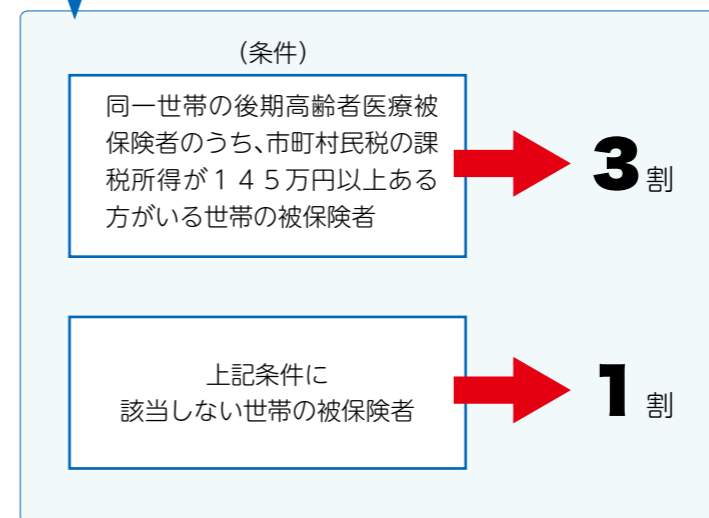 (条件)
同一世帯の後期高齢者医療被
保険者のうち、市町村民税の課
税所得が１４５万円以上ある
方がいる世帯の被保険者
3割
上記条件に
該当しない世帯の被保険者
1割